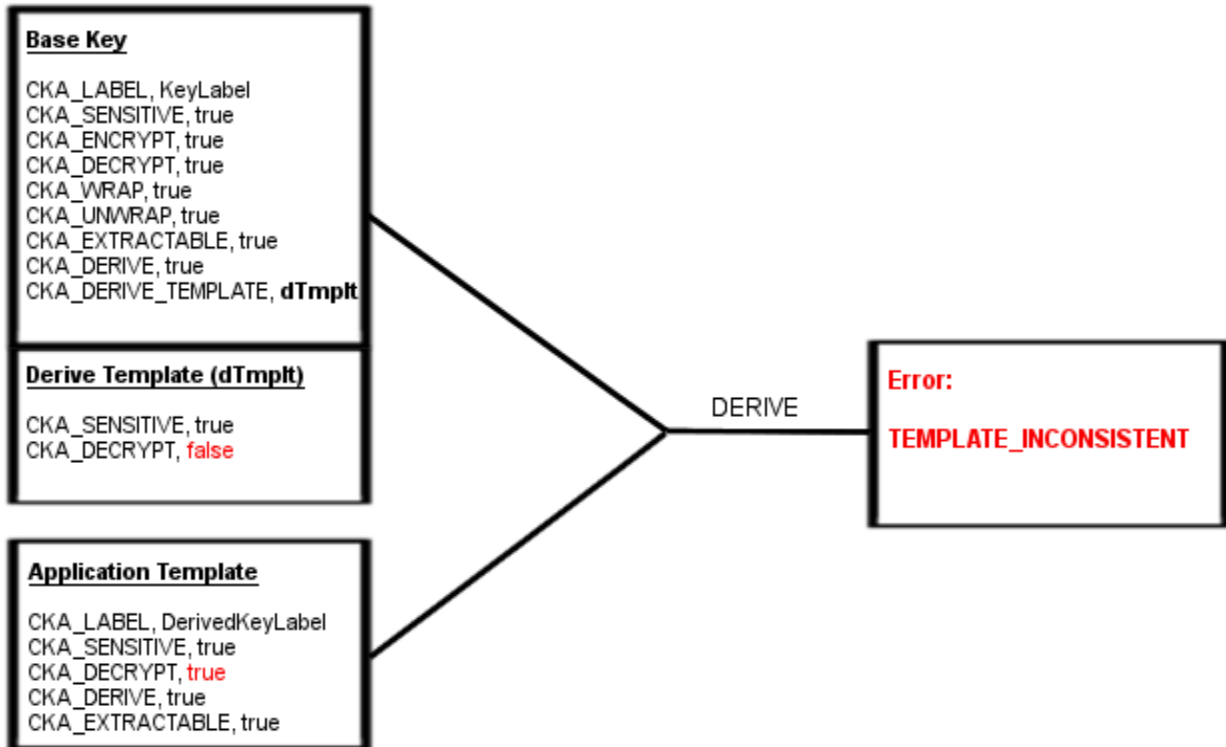 Base Key
CKA_LABEL, KeyLabel
CKA_SENSITIVE, true
CKA_ENCRYPT, true
CKA_DECRYPT, true
CKA_WRAP, true
CKA_UNWRAP, true
CKA_EXTRACTABLE, true
CKA_DERIVE, true
CKA_DERIVE_TEMPLATE, dTmplt
Derive Template (dTmplt)
CKA_SENSITIVE, true
CKA_DECRYPT, false
Application Template
CKA_LABEL, DerivedKeyLabel
CKA_SENSITIVE, true
CKA_DECRYPT, true
CKA_DERIVE, true
CKA_EXTRACTABLE, true
DERIVE
Error:
TEMPLATE_INCONSISTENT